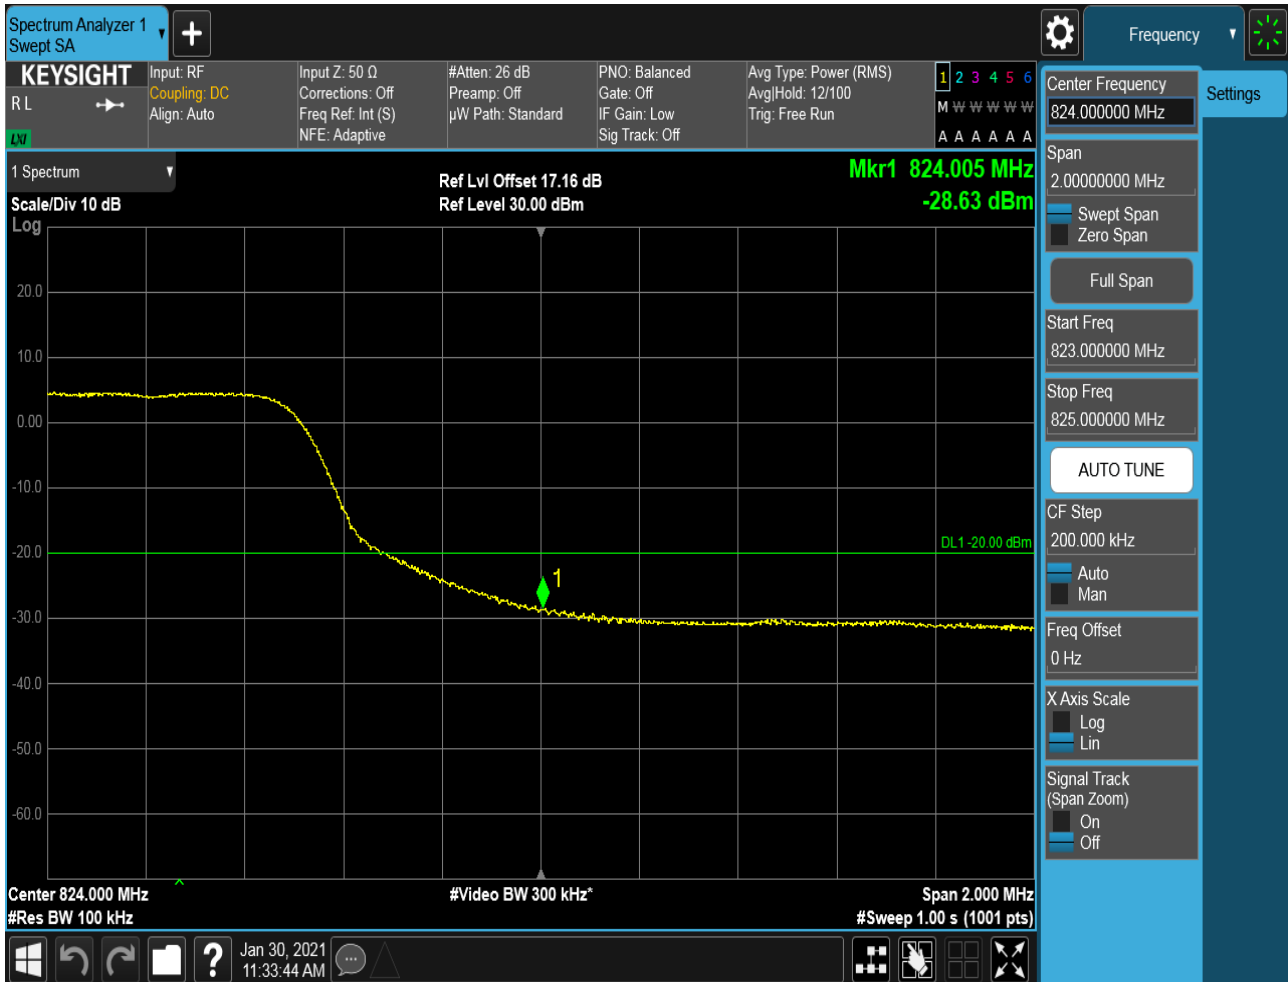 Spectrum Analyzer 1
Swept SA
Frequency
KEYSIGHT
R L
LXI
Input: RF
Coupling: DC
Align: Auto
Input Z: 50 Ω
Corrections: Off
Freq Ref: Int (S)
NFE: Adaptive
#Atten: 26 dB
Preamp: Off
µW Path: Standard
PNO: Balanced
Gate: Off
IF Gain: Low
Sig Track: Off
Avg Type: Power (RMS)
Avg|Hold: 12/100
Trig: Free Run
1 2 3 4 5 6
M W W W W W
A A A A A A
Center Frequency
824.000000 MHz
Settings
1 Spectrum
Scale/Div 10 dB
Log
Ref Lvl Offset 17.16 dB
Ref Level 30.00 dBm
Mkr1 824.005 MHz
-28.63 dBm
20.0
10.0
0.00
-10.0
-20.0
-30.0
-40.0
-50.0
-60.0
DL1 -20.00 dBm
1
Center 824.000 MHz
#Res BW 100 kHz
#Video BW 300 kHz*
Span 2.000 MHz
#Sweep 1.00 s (1001 pts)
Span
2.00000000 MHz
Swept Span
Zero Span
Full Span
Start Freq
823.000000 MHz
Stop Freq
825.000000 MHz
AUTO TUNE
CF Step
200.000 kHz
Auto
Man
Freq Offset
0 Hz
X Axis Scale
Log
Lin
Signal Track
(Span Zoom)
On
Off
?
Jan 30, 2021
11:33:44 AM